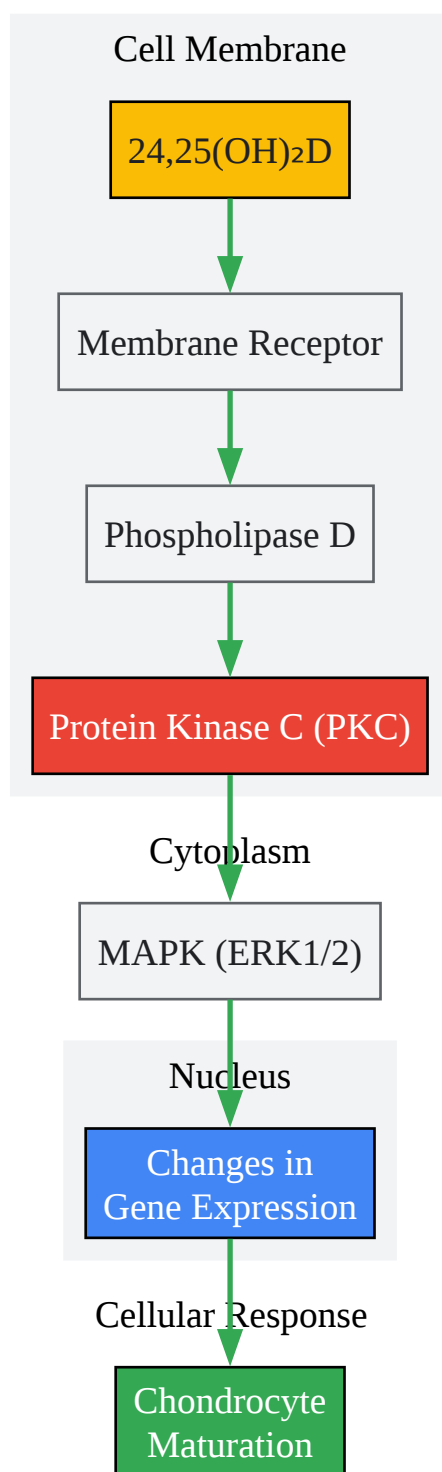 Cell Membrane
24,25(OH)₂D
Membrane Receptor
Phospholipase D
Protein Kinase C (PKC)
Cytoplasm
MAPK (ERK1/2)
Nucleus
Changes in
Gene Expression
Cellular Response
Chondrocyte
Maturation